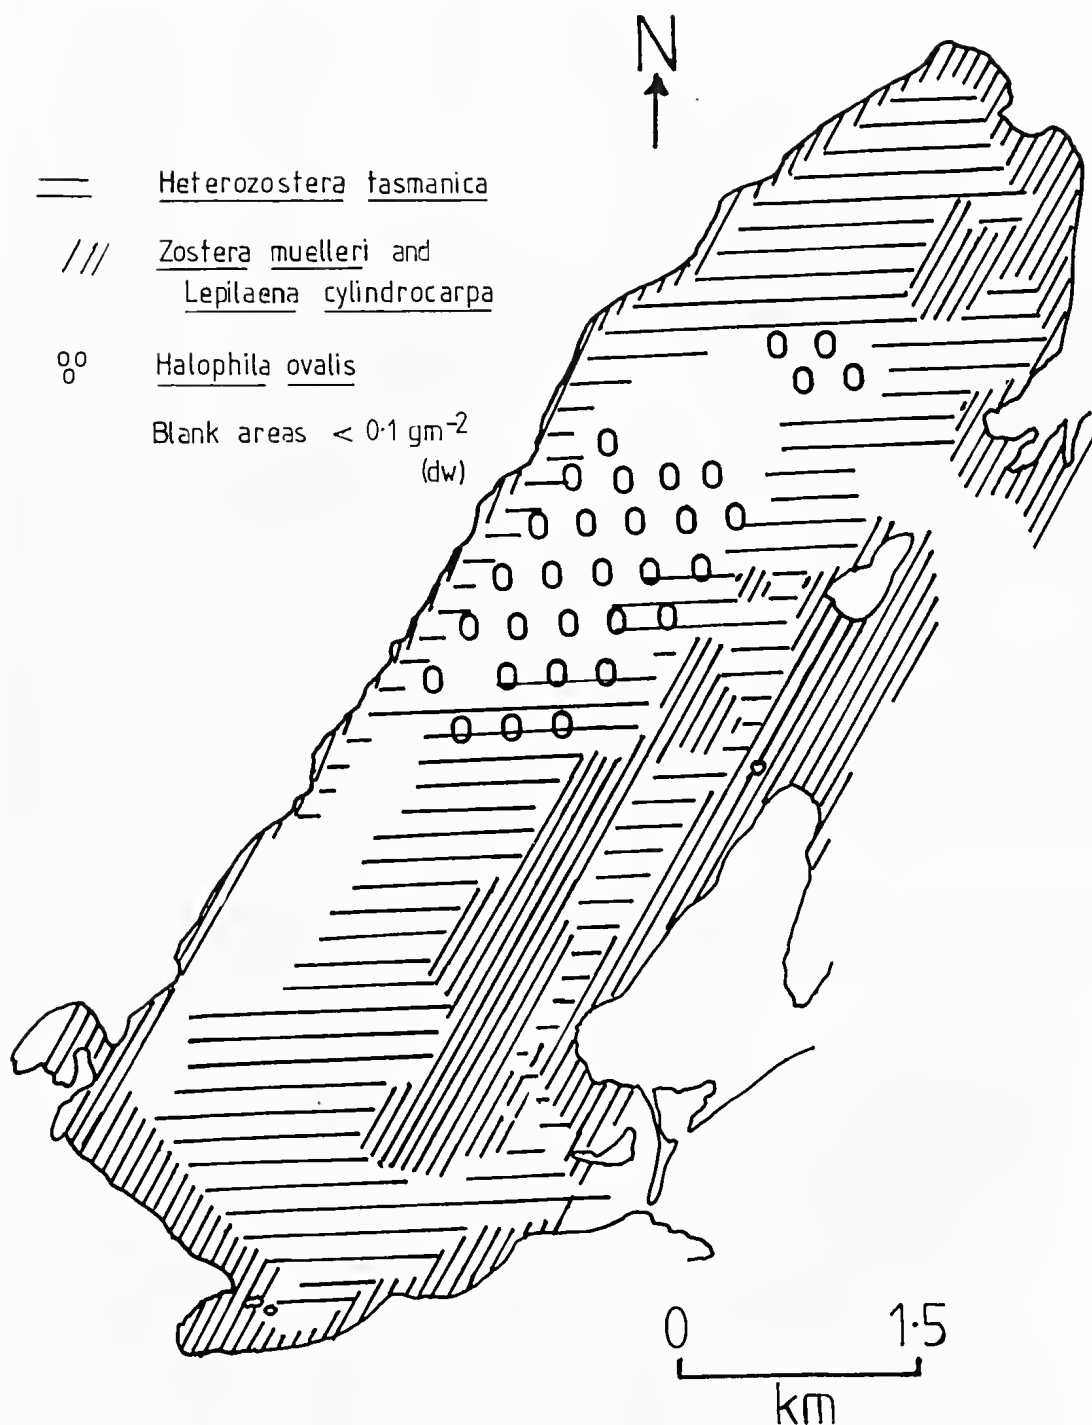 N
Heterozostera tasmanica
Zostera muelleri and
Lepilaena cylindrocarpa
Halophila ovalis
Blank areas < 0·1 gm⁻²
(dw)
0 1·5
km